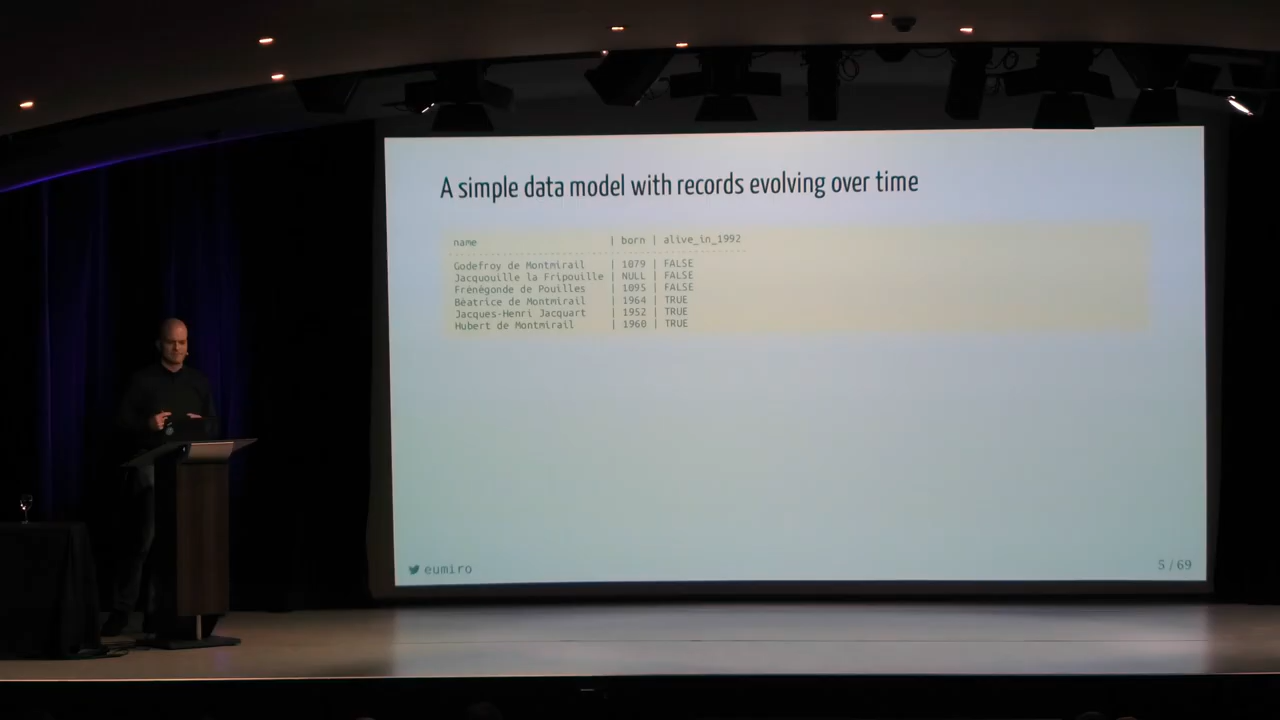 A simple data model with records evolving over time
name | born | alive_in_1992
Godefroy de Montmirail | 1079 | FALSE
Jacquouille la Fripouille | NULL | FALSE
Frénégonde de Pouilles | 1095 | FALSE
Béatrice de Montmirail | 1964 | TRUE
Jacques-Henri Jacquart | 1952 | TRUE
Hubert de Montmirail | 1960 | TRUE
eumiro
5 / 69